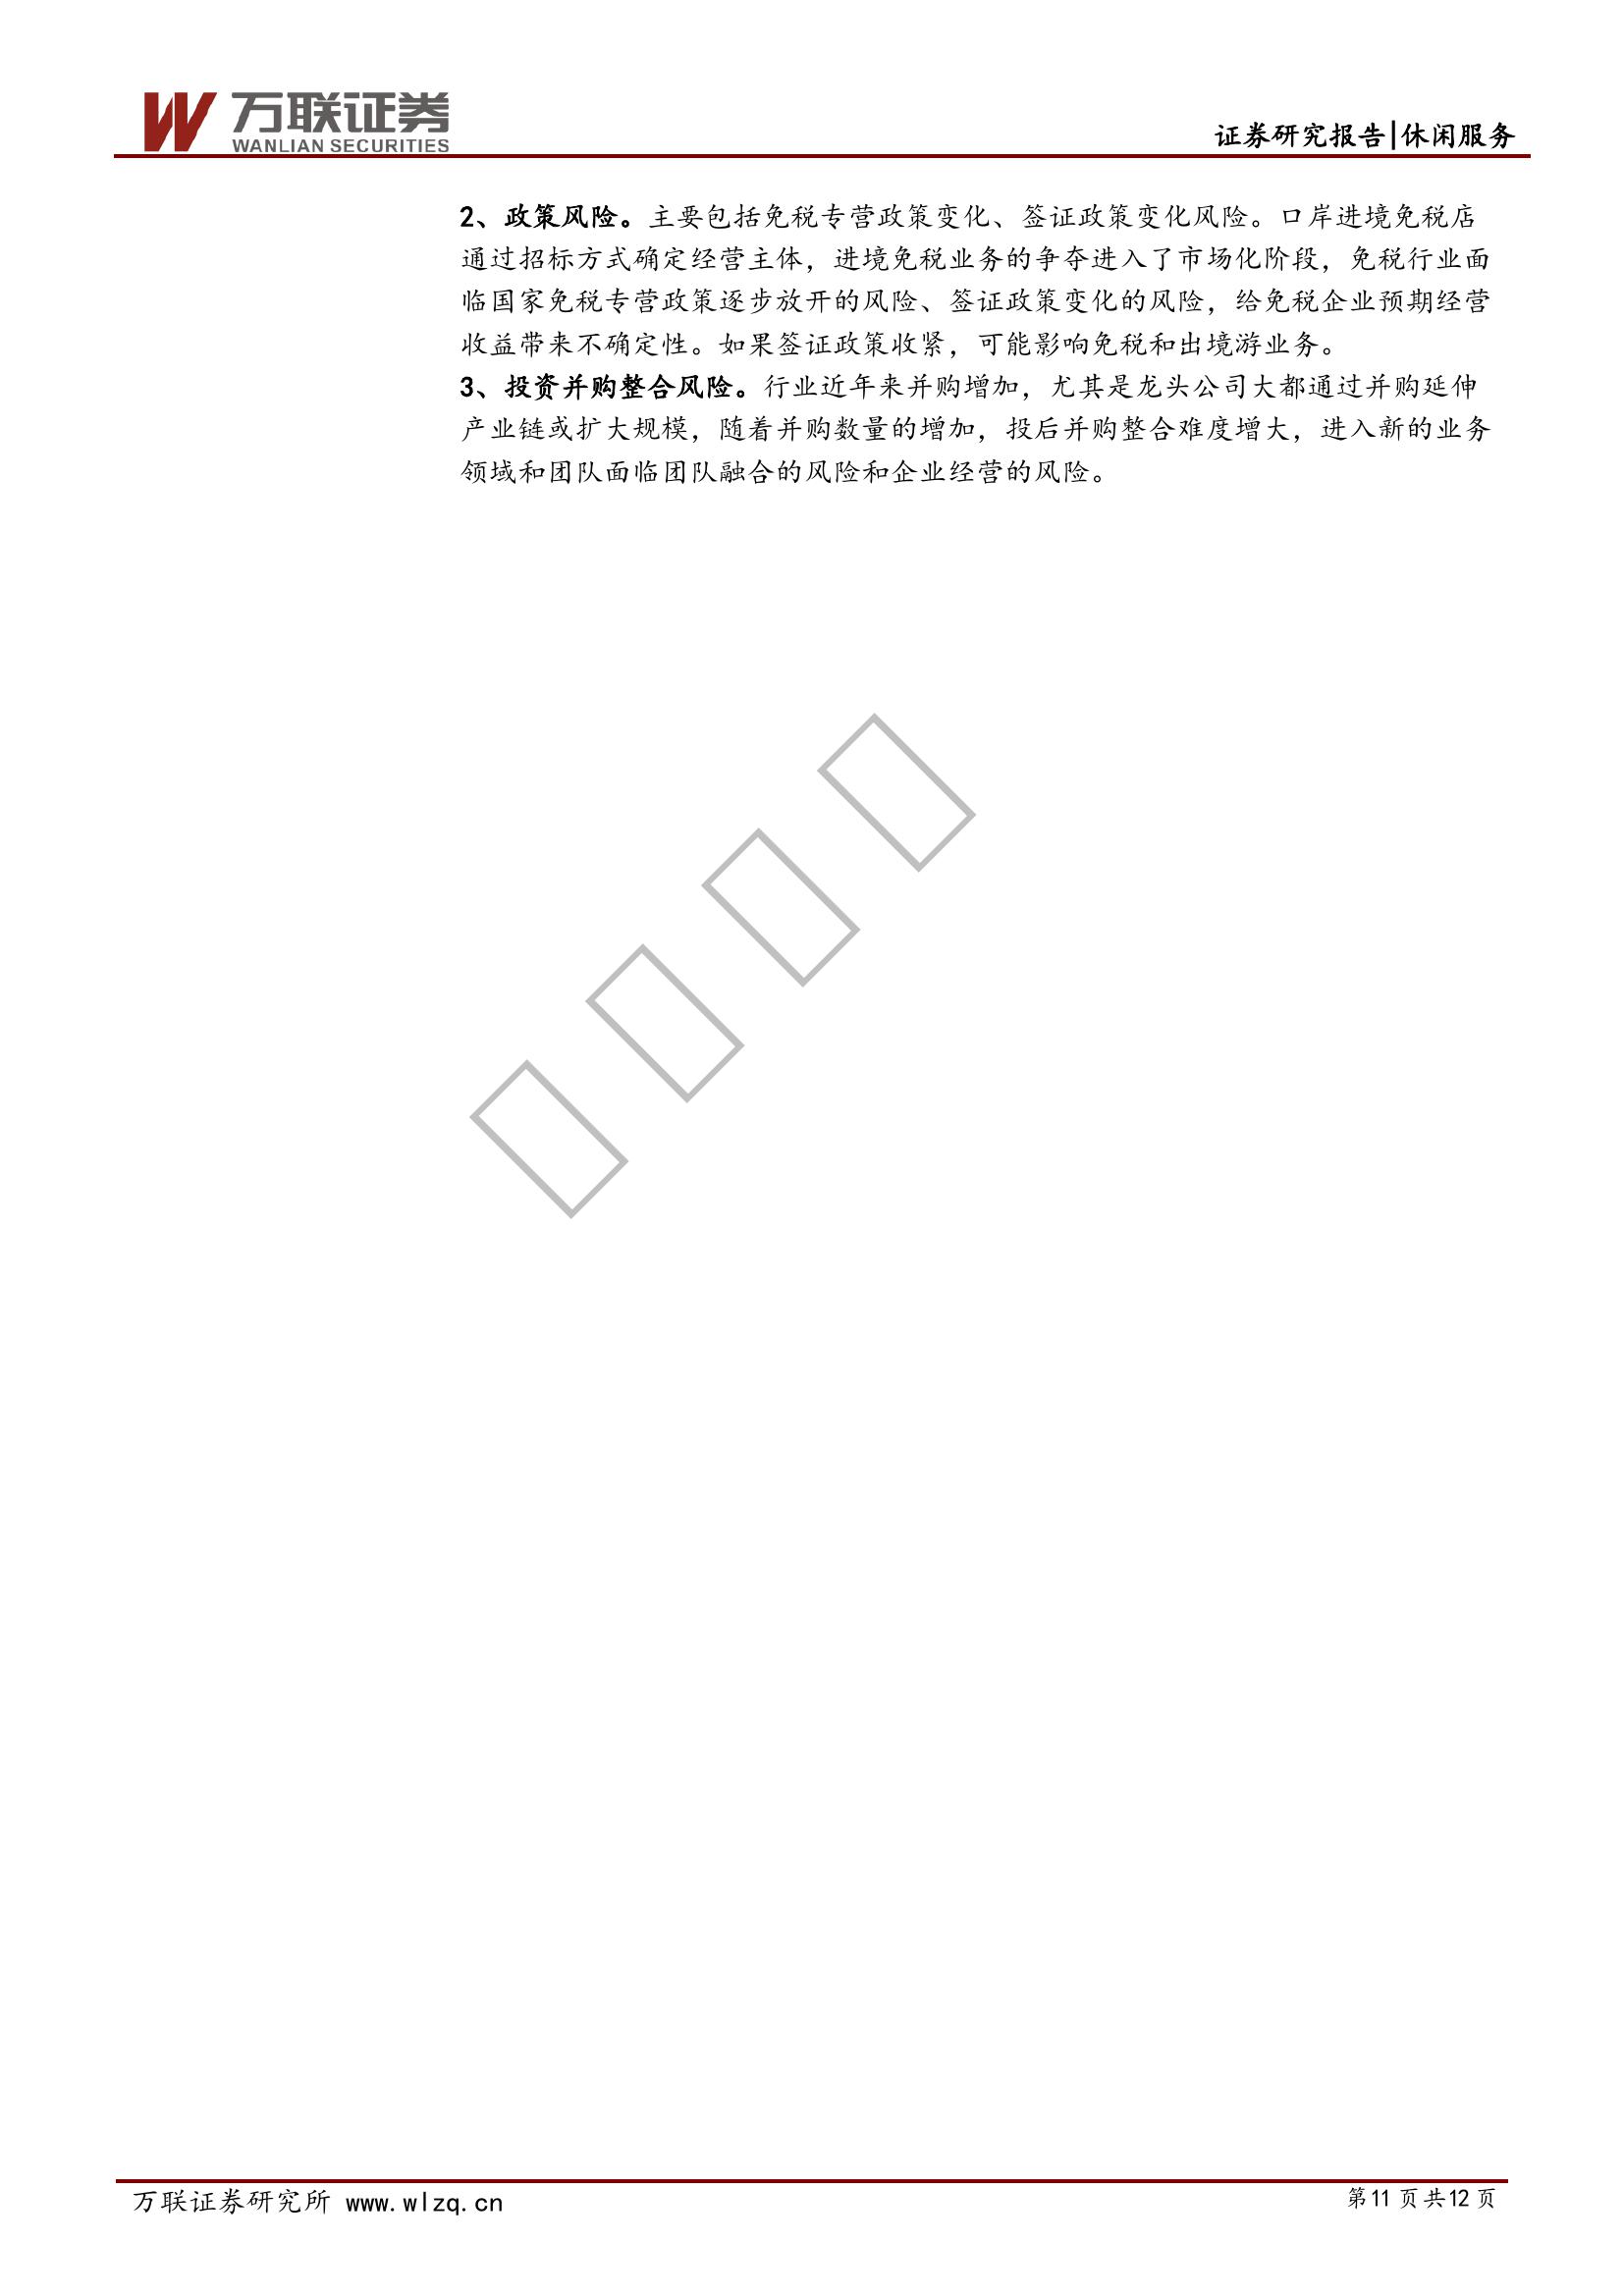 万联证券
WANLIAN SECURITIES
证券研究报告|休闲服务
2、政策风险。主要包括免税专营政策变化、签证政策变化风险。口岸进境免税店
通过招标方式确定经营主体，进境免税业务的争夺进入了市场化阶段，免税行业面
临国家免税专营政策逐步放开的风险、签证政策变化的风险，给免税企业预期经营
收益带来不确定性。如果签证政策收紧，可能影响免税和出境游业务。
3、投资并购整合风险。行业近年来并购增加，尤其是龙头公司大都通过并购延伸
产业链或扩大规模，随着并购数量的增加，投后并购整合难度增大，进入新的业务
领域和团队面临团队融合的风险和企业经营的风险。
万联证券研究所 www.wlzq.cn
第11页共12页